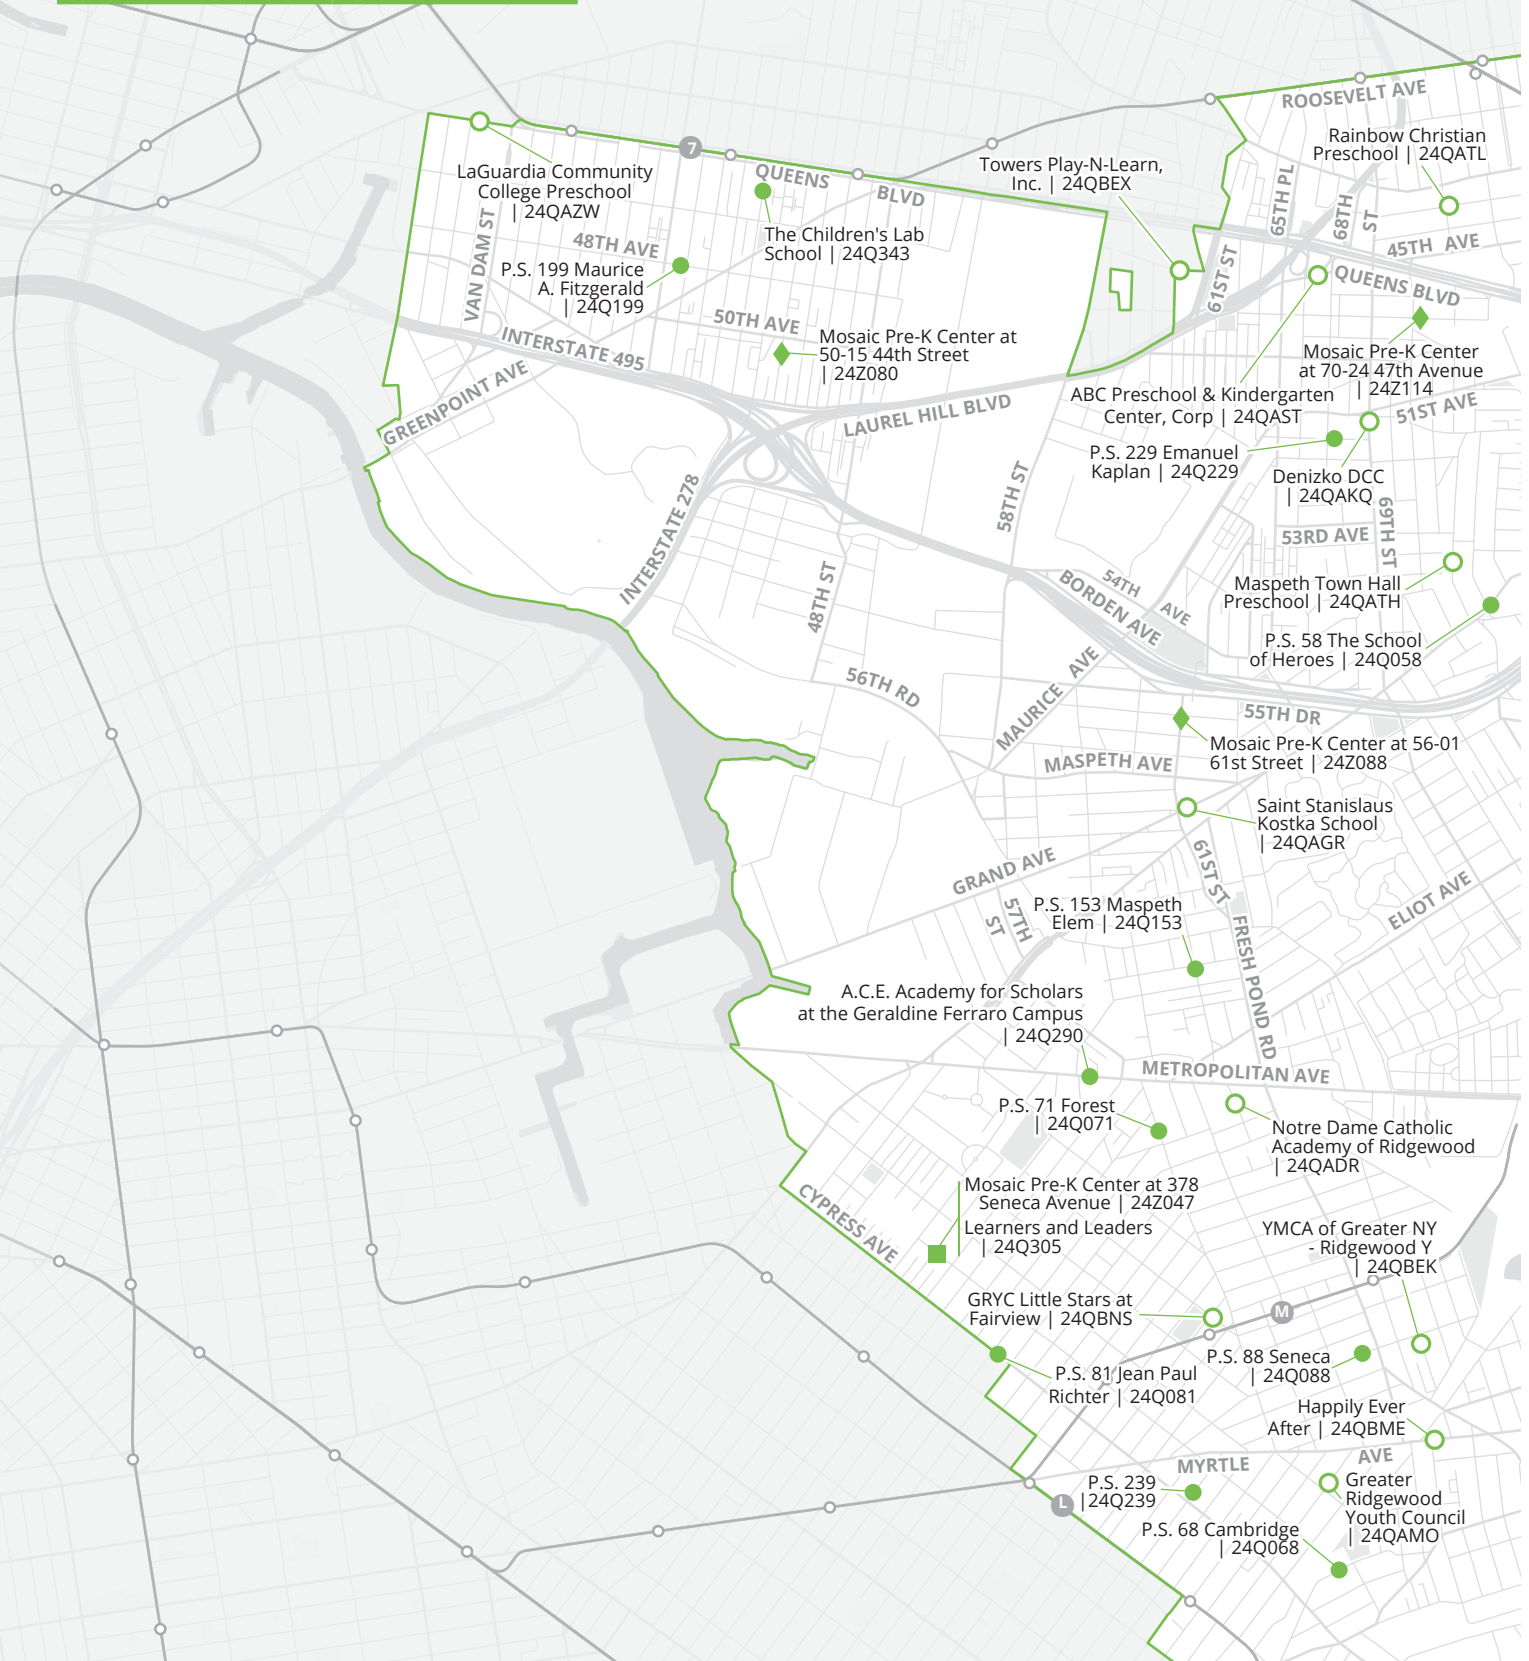 ROOSEVELT AVE
Rainbow Christian
Preschool | 24QATL
7
QUEENS
BLVD
Towers Play-N-Learn,
Inc. | 24QBEX
LaGuardia Community
College Preschool
| 24QAZW
65TH PL
68TH
ST
The Children's Lab
School | 24Q343
48TH AVE
VAN DAM ST
45TH AVE
61ST ST
QUEENS BLVD
P.S. 199 Maurice
A. Fitzgerald
| 24Q199
50TH AVE
INTERSTATE 495
Mosaic Pre-K Center at
50-15 44th Street
| 24Z080
Mosaic Pre-K Center
at 70-24 47th Avenue
| 24Z114
GREENPOINT AVE
LAUREL HILL BLVD
ABC Preschool & Kindergarten
Center, Corp | 24QAST
51ST AVE
P.S. 229 Emanuel
Kaplan | 24Q229
Denizko DCC
| 24QAKQ
58TH ST
INTERSTATE 278
69TH ST
53RD AVE
48TH ST
54TH AVE
BORDEN AVE
Maspeth Town Hall
Preschool | 24QATH
P.S. 58 The School
of Heroes | 24Q058
56TH RD
MAURICE AVE
55TH DR
Mosaic Pre-K Center at 56-01
61st Street | 24Z088
MASPETH AVE
Saint Stanislaus
Kostka School
| 24QAGR
GRAND AVE
61ST ST
ELIOT AVE
57TH
ST
P.S. 153 Maspeth
Elem | 24Q153
FRESH POND RD
A.C.E. Academy for Scholars
at the Geraldine Ferraro Campus
| 24Q290
METROPOLITAN AVE
P.S. 71 Forest
| 24Q071
Notre Dame Catholic
Academy of Ridgewood
| 24QADR
CYPRESS AVE
Mosaic Pre-K Center at 378
Seneca Avenue | 24Z047
Learners and Leaders
| 24Q305
YMCA of Greater NY
- Ridgewood Y
| 24QBEK
GRYC Little Stars at
Fairview | 24QBNS
M
P.S. 88 Seneca
| 24Q088
P.S. 81 Jean Paul
Richter | 24Q081
Happily Ever
After | 24QBME
MYRTLE
AVE
P.S. 239
|24Q239
Greater
Ridgewood
Youth Council
| 24QAMO
L
P.S. 68 Cambridge
| 24Q068